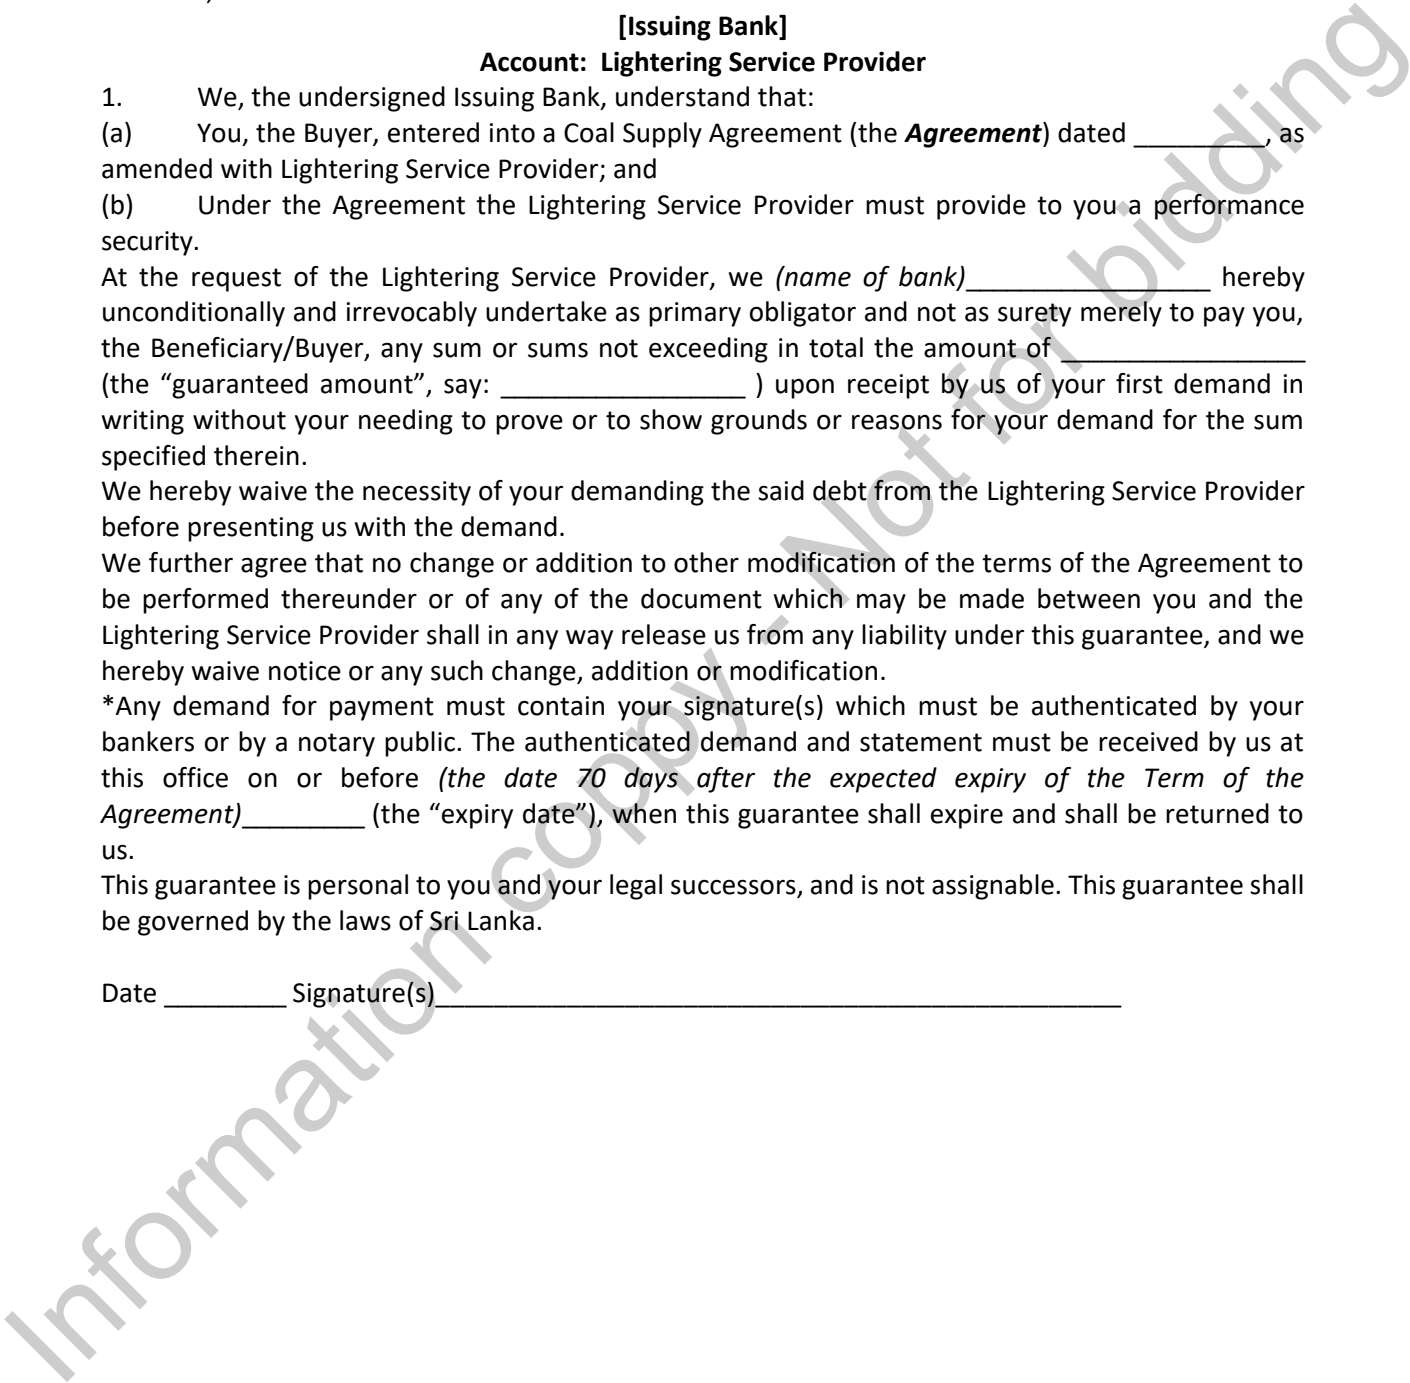 [Issuing Bank]
Account: Lightering Service Provider
1. We, the undersigned Issuing Bank, understand that:
(a) You, the Buyer, entered into a Coal Supply Agreement (the Agreement) dated _________, as
amended with Lightering Service Provider; and
(b) Under the Agreement the Lightering Service Provider must provide to you a performance
security.
At the request of the Lightering Service Provider, we (name of bank)__________________ hereby
unconditionally and irrevocably undertake as primary obligator and not as surety merely to pay you,
the Beneficiary/Buyer, any sum or sums not exceeding in total the amount of __________________
(the “guaranteed amount”, say: __________________ ) upon receipt by us of your first demand in
writing without your needing to prove or to show grounds or reasons for your demand for the sum
specified therein.
We hereby waive the necessity of your demanding the said debt from the Lightering Service Provider
before presenting us with the demand.
We further agree that no change or addition to other modification of the terms of the Agreement to
be performed thereunder or of any of the document which may be made between you and the
Lightering Service Provider shall in any way release us from any liability under this guarantee, and we
hereby waive notice or any such change, addition or modification.
*Any demand for payment must contain your signature(s) which must be authenticated by your
bankers or by a notary public. The authenticated demand and statement must be received by us at
this office on or before (the date 70 days after the expected expiry of the Term of the
Agreement)_________ (the “expiry date”), when this guarantee shall expire and shall be returned to
us.
This guarantee is personal to you and your legal successors, and is not assignable. This guarantee shall
be governed by the laws of Sri Lanka.
Date _________ Signature(s)___________________________________________________
Information coppy - Not for bidding